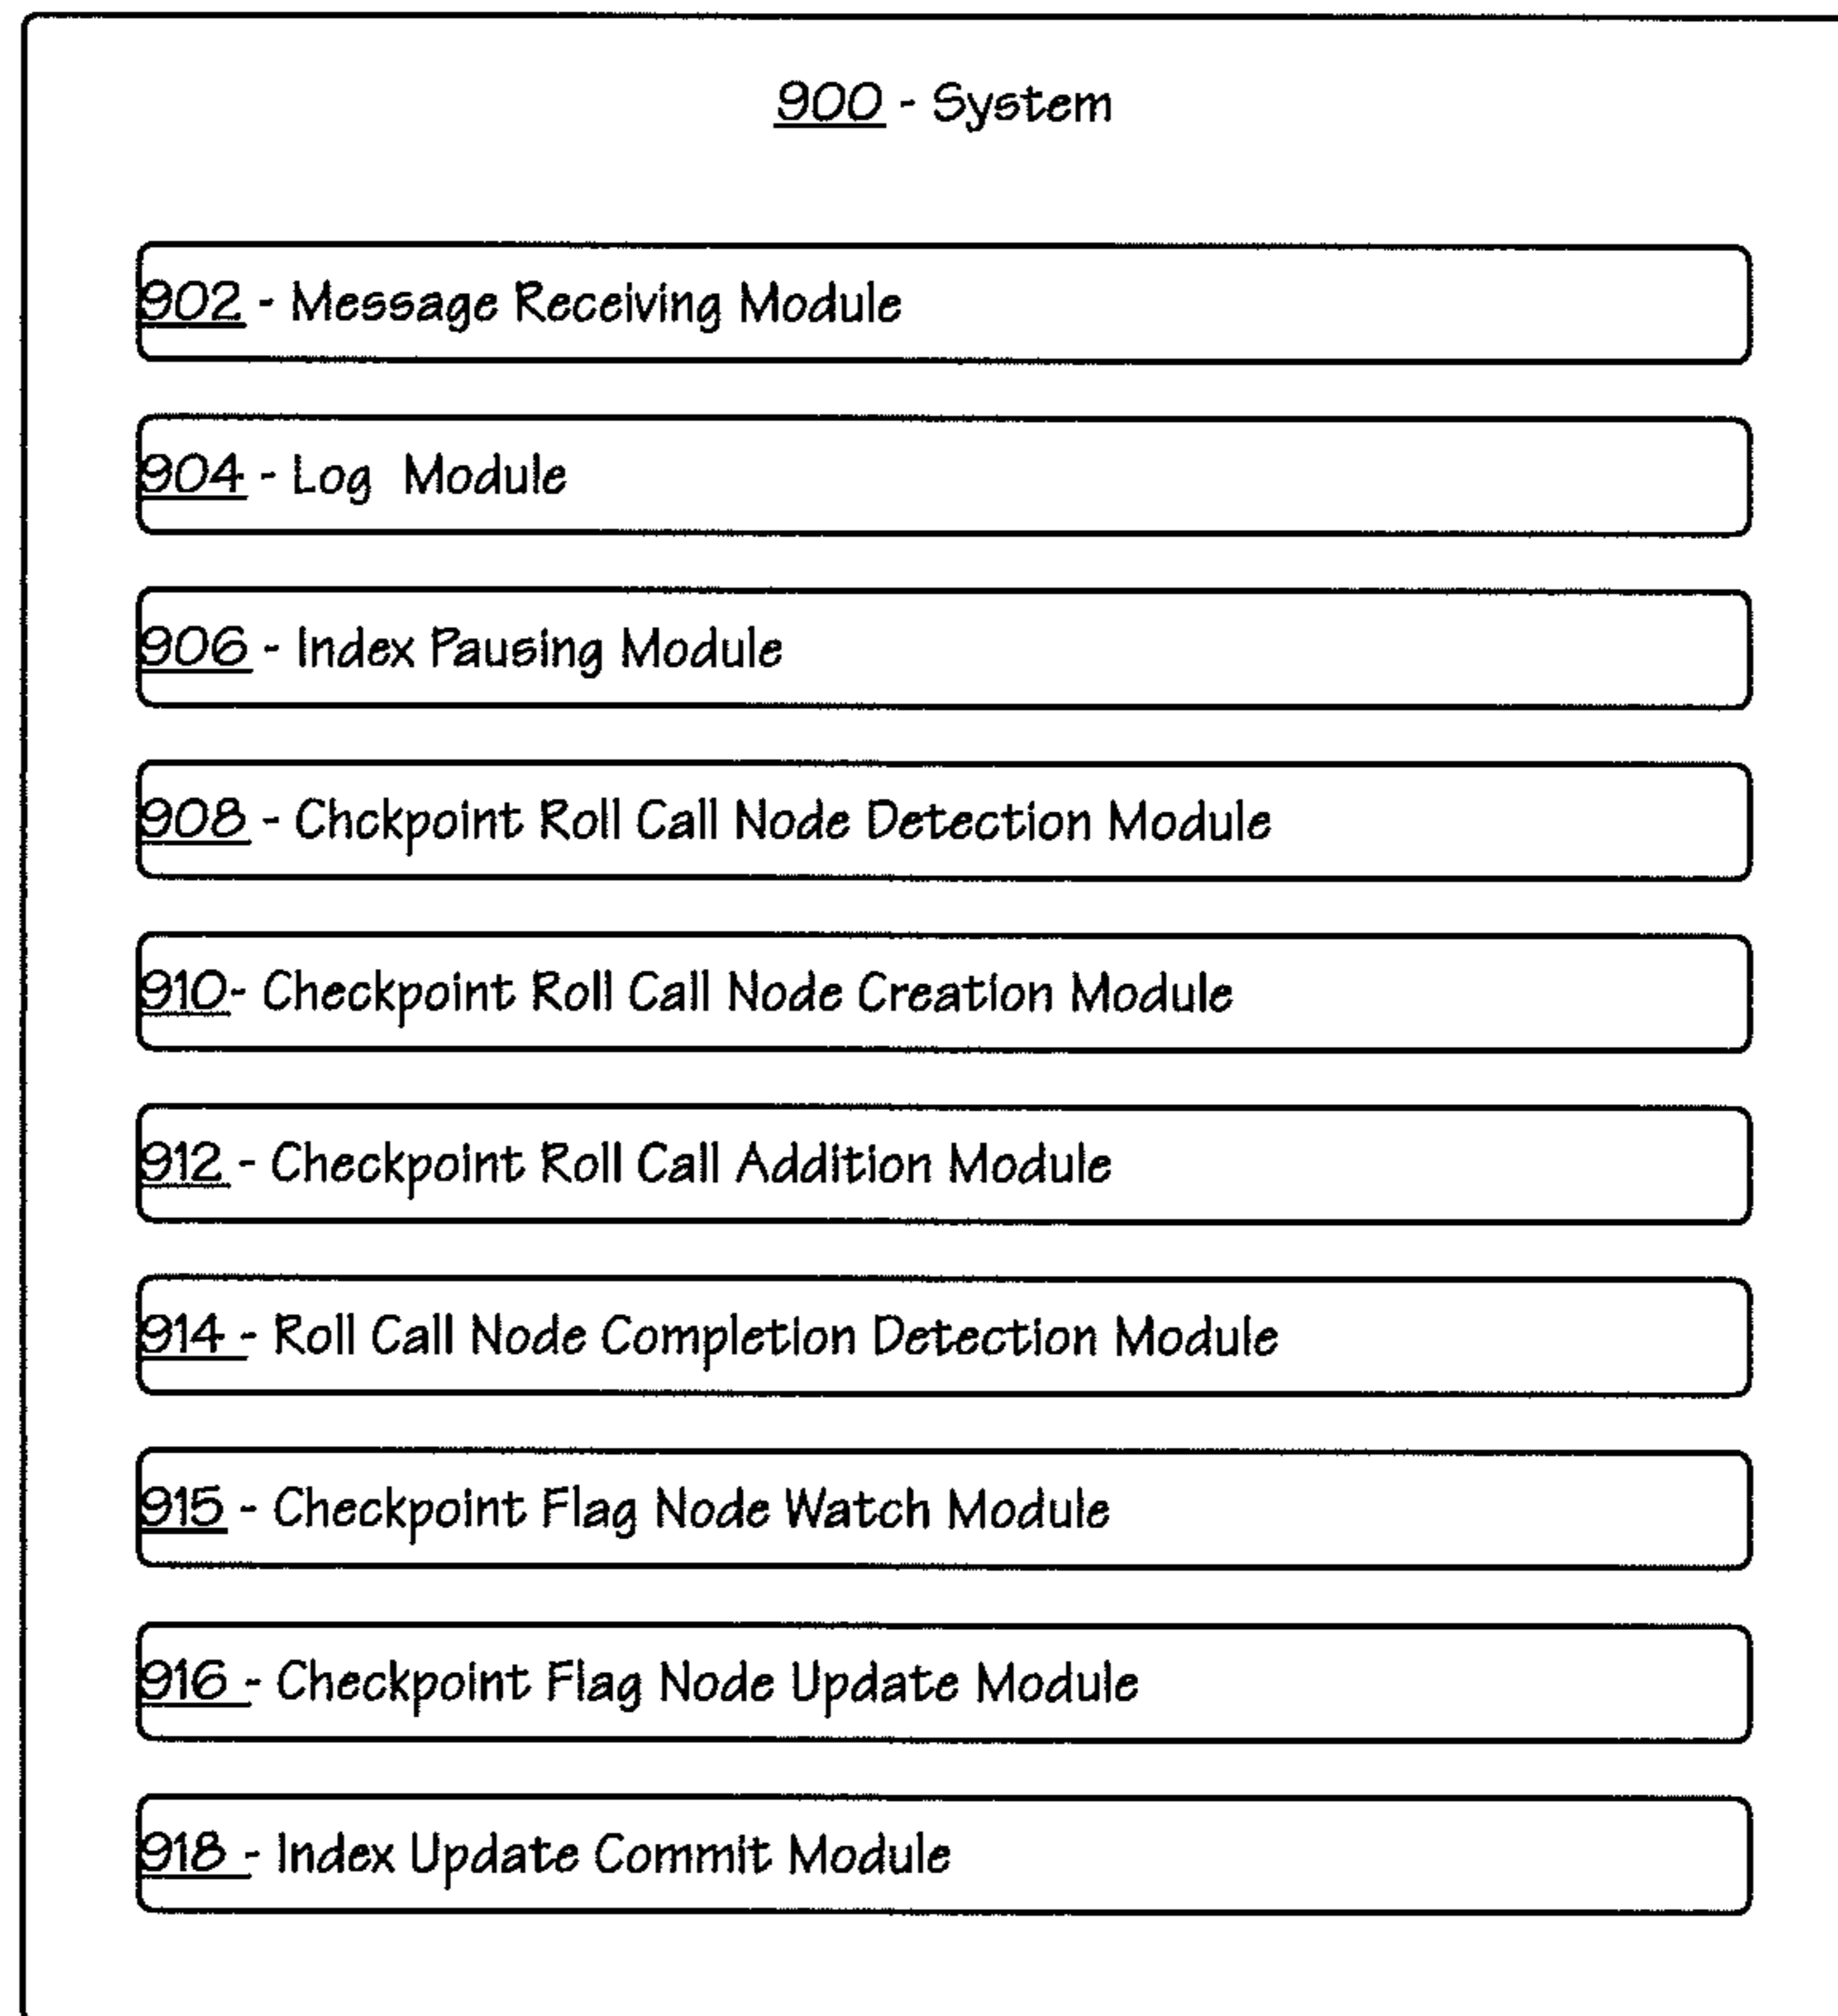 900 - System
902 - Message Receiving Module
904 - Log Module
906 - Index Pausing Module
908 - Chckpoint Roll Call Node Detection Module
910- Checkpoint Roll Call Node Creation Module
912 - Checkpoint Roll Call Addition Module
914 - Roll Call Node Completion Detection Module
915 - Checkpoint Flag Node Watch Module
916 - Checkpoint Flag Node Update Module
918 - Index Update Commit Module